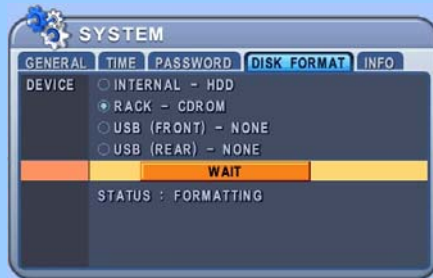 SYSTEM
GENERAL TIME PASSWORD DISK FORMAT INFO
DEVICE INTERNAL - HDD
RACK - CDROM
USB (FRONT) - NONE
USB (REAR) - NONE
WAIT
STATUS : FORMATTING